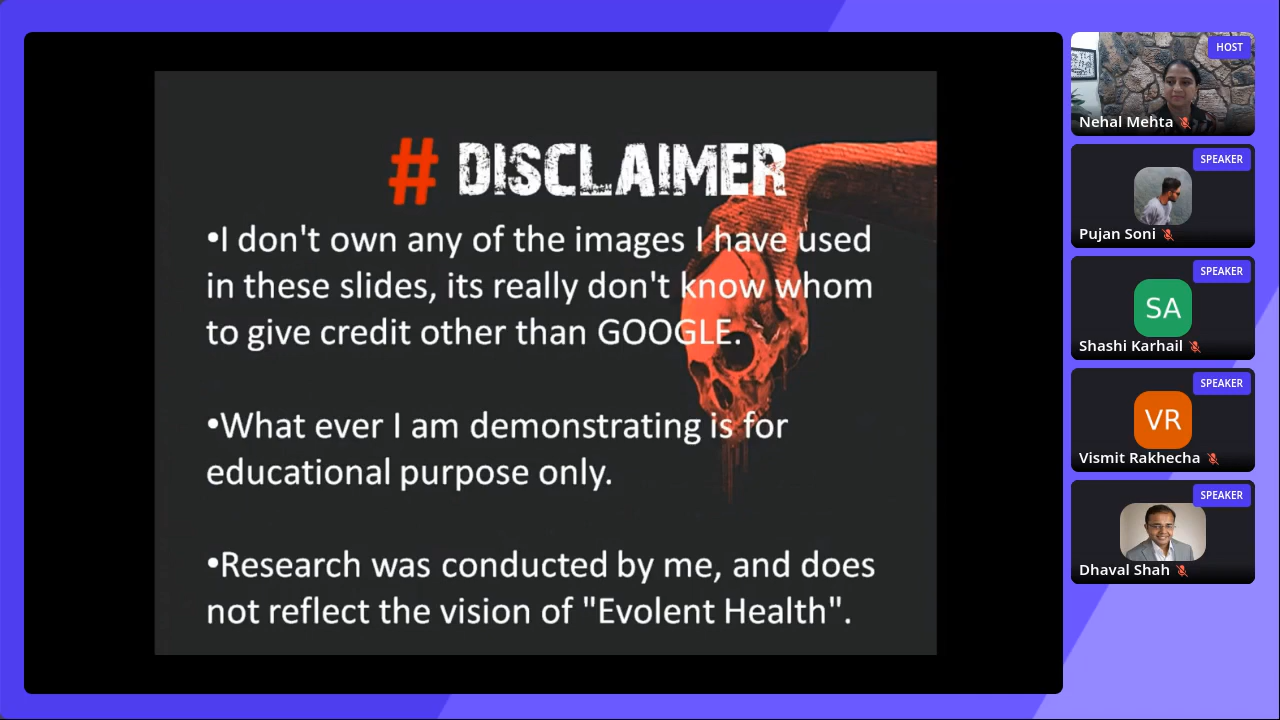 # DISCLAIMER
•I don't own any of the images I have used
in these slides, its really don't know whom
to give credit other than GOOGLE.
•What ever I am demonstrating is for
educational purpose only.
•Research was conducted by me, and does
not reflect the vision of "Evolent Health".
HOST
Nehal Mehta
SPEAKER
Pujan Soni
SPEAKER
SA
Shashi Karhail
SPEAKER
VR
Vismit Rakhecha
SPEAKER
Dhaval Shah